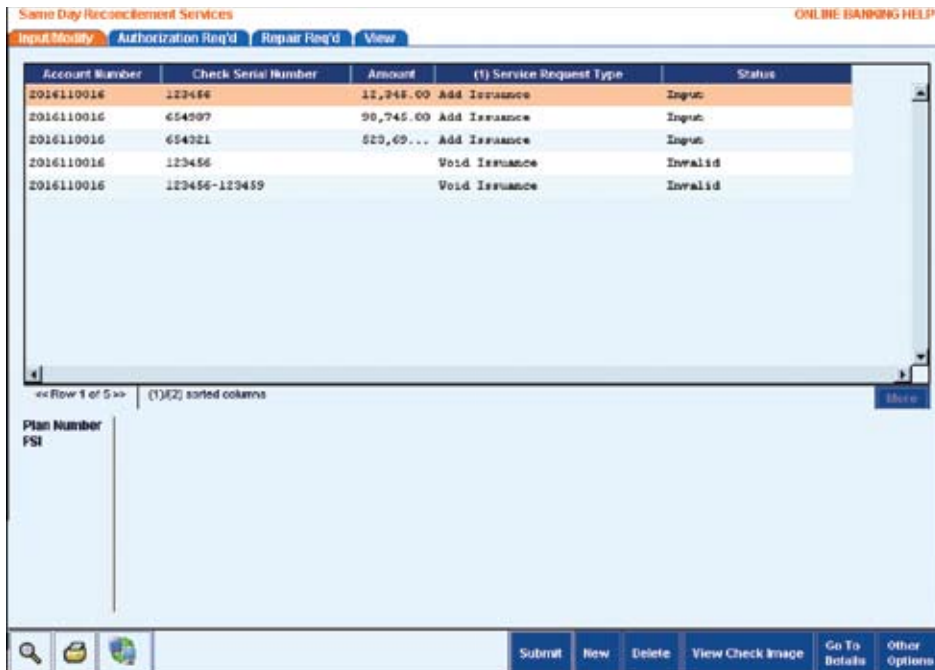 Same Day Reconcilement Services
ONLINE BANKING HELP
Input/Modify Authorization Req'd Repair Req'd View
Account Number Check Serial Number Amount (1) Service Request Type Status
2016110016 123456 12,345.00 Add Issuance Input
2016110016 654987 98,745.00 Add Issuance Input
2016110016 654321 523,69... Add Issuance Input
2016110016 123456 Void Issuance Invalid
2016110016 123456-123459 Void Issuance Invalid
<< Row 1 of 5 >> (1)/(2) sorted columns
More
Plan Number
FSI
Submit New Delete View Check Image Go To Details Other Options